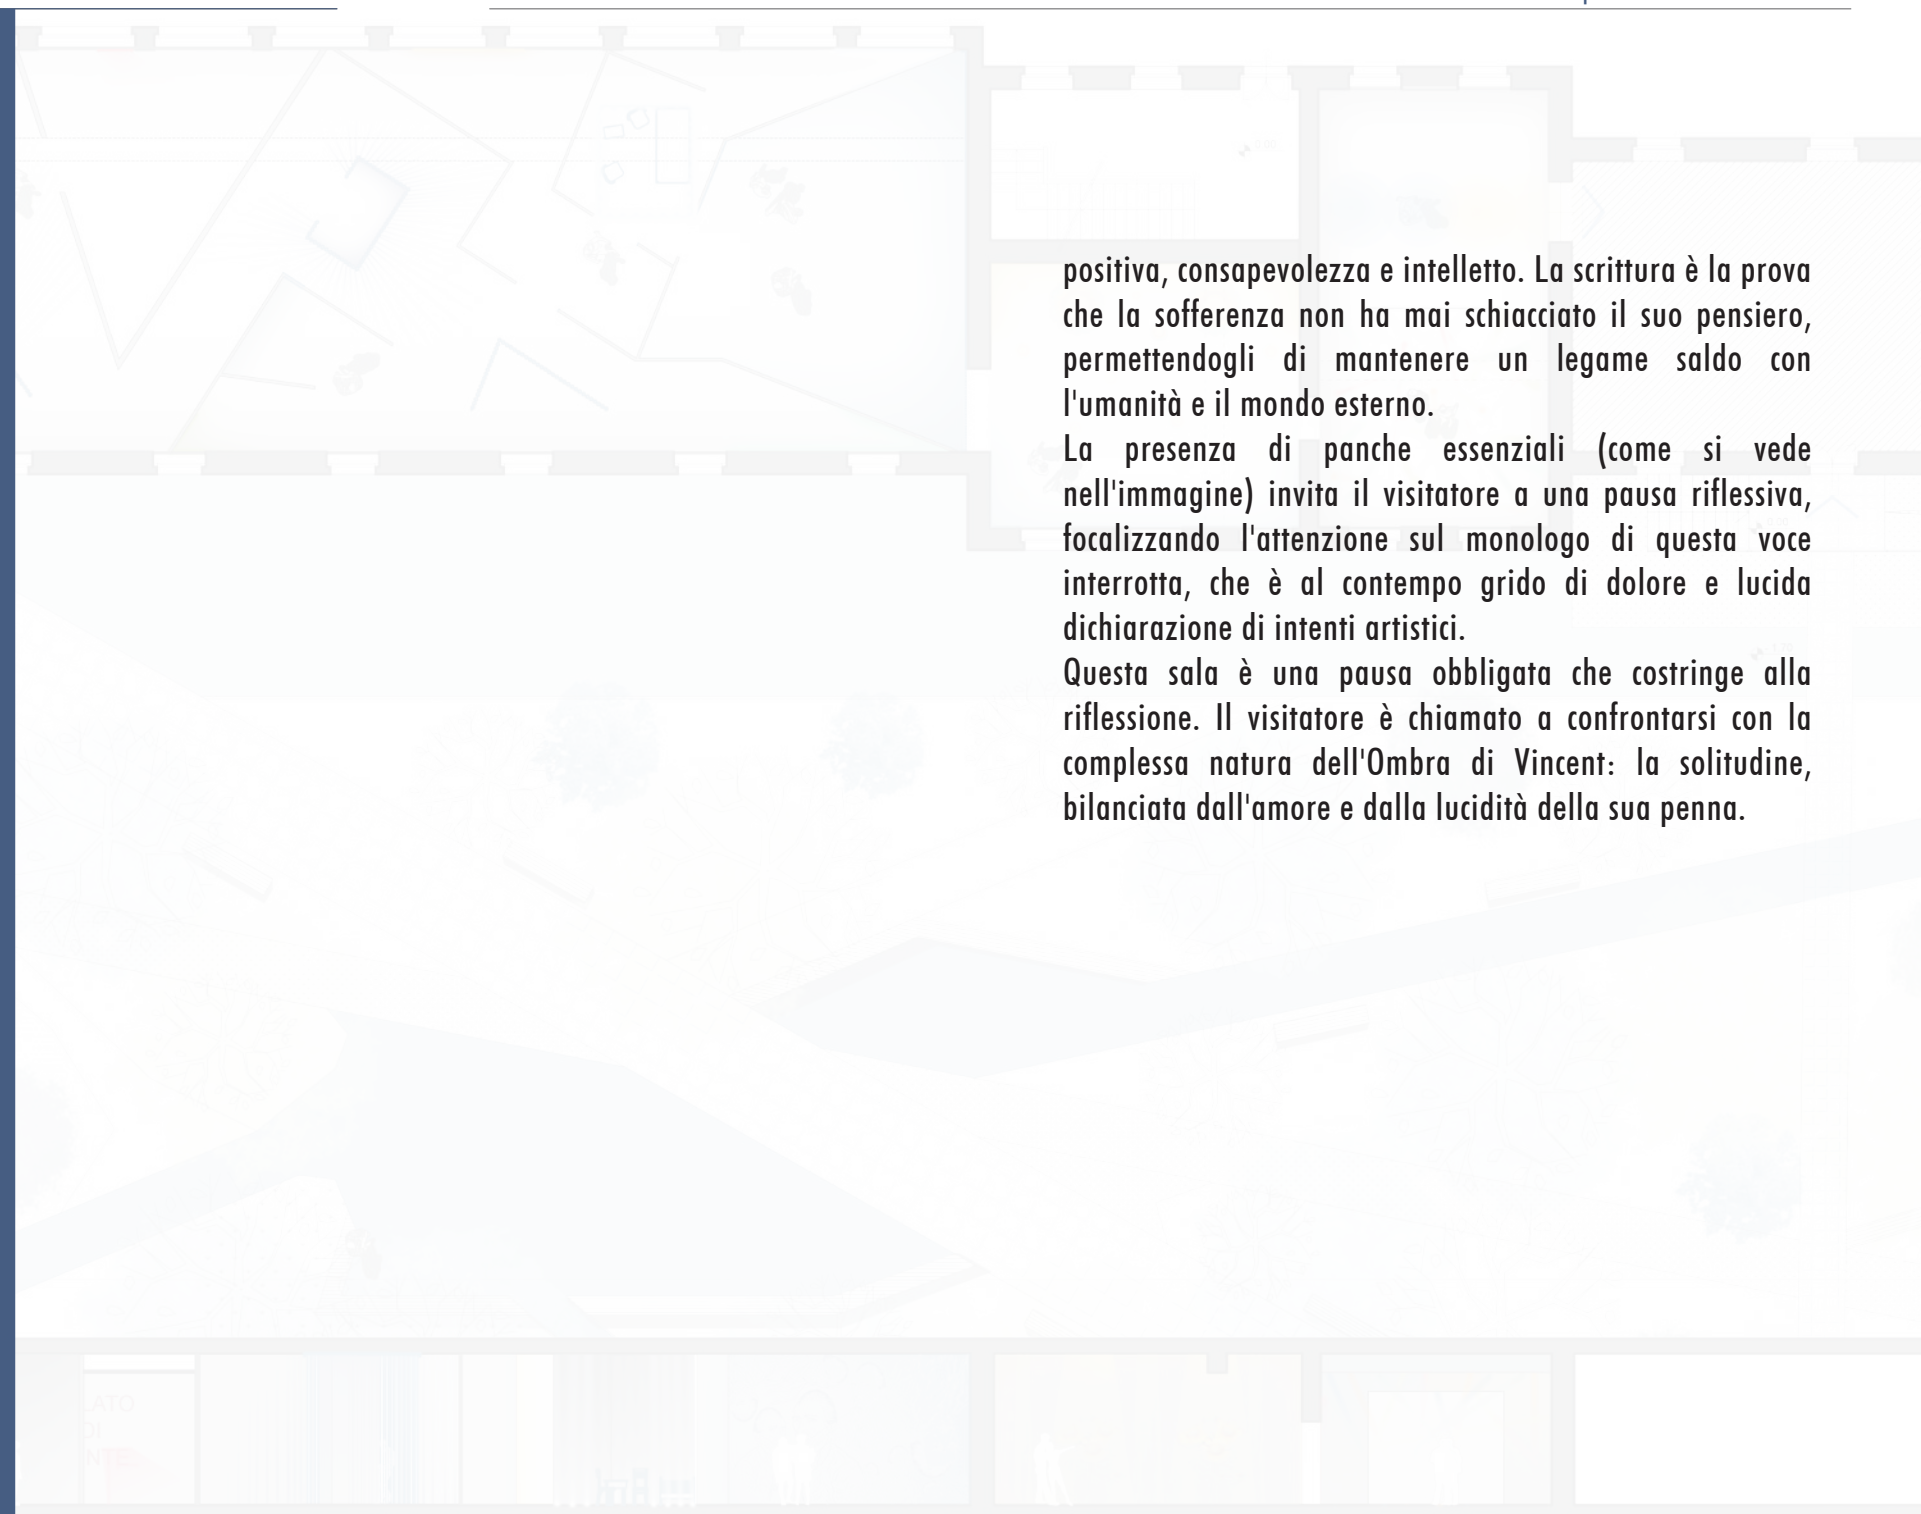 positiva, consapevolezza e intelletto. La scrittura è la prova
che la sofferenza non ha mai schiacciato il suo pensiero,
permettendogli di mantenere un legame saldo con
l'umanità e il mondo esterno.
La presenza di panche essenziali (come si vede
nell'immagine) invita il visitatore a una pausa riflessiva,
focalizzando l'attenzione sul monologo di questa voce
interrotta, che è al contempo grido di dolore e lucida
dichiarazione di intenti artistici.
Questa sala è una pausa obbligata che costringe alla
riflessione. Il visitatore è chiamato a confrontarsi con la
complessa natura dell'Ombra di Vincent: la solitudine,
bilanciata dall'amore e dalla lucidità della sua penna.
LATO
DI
NTE